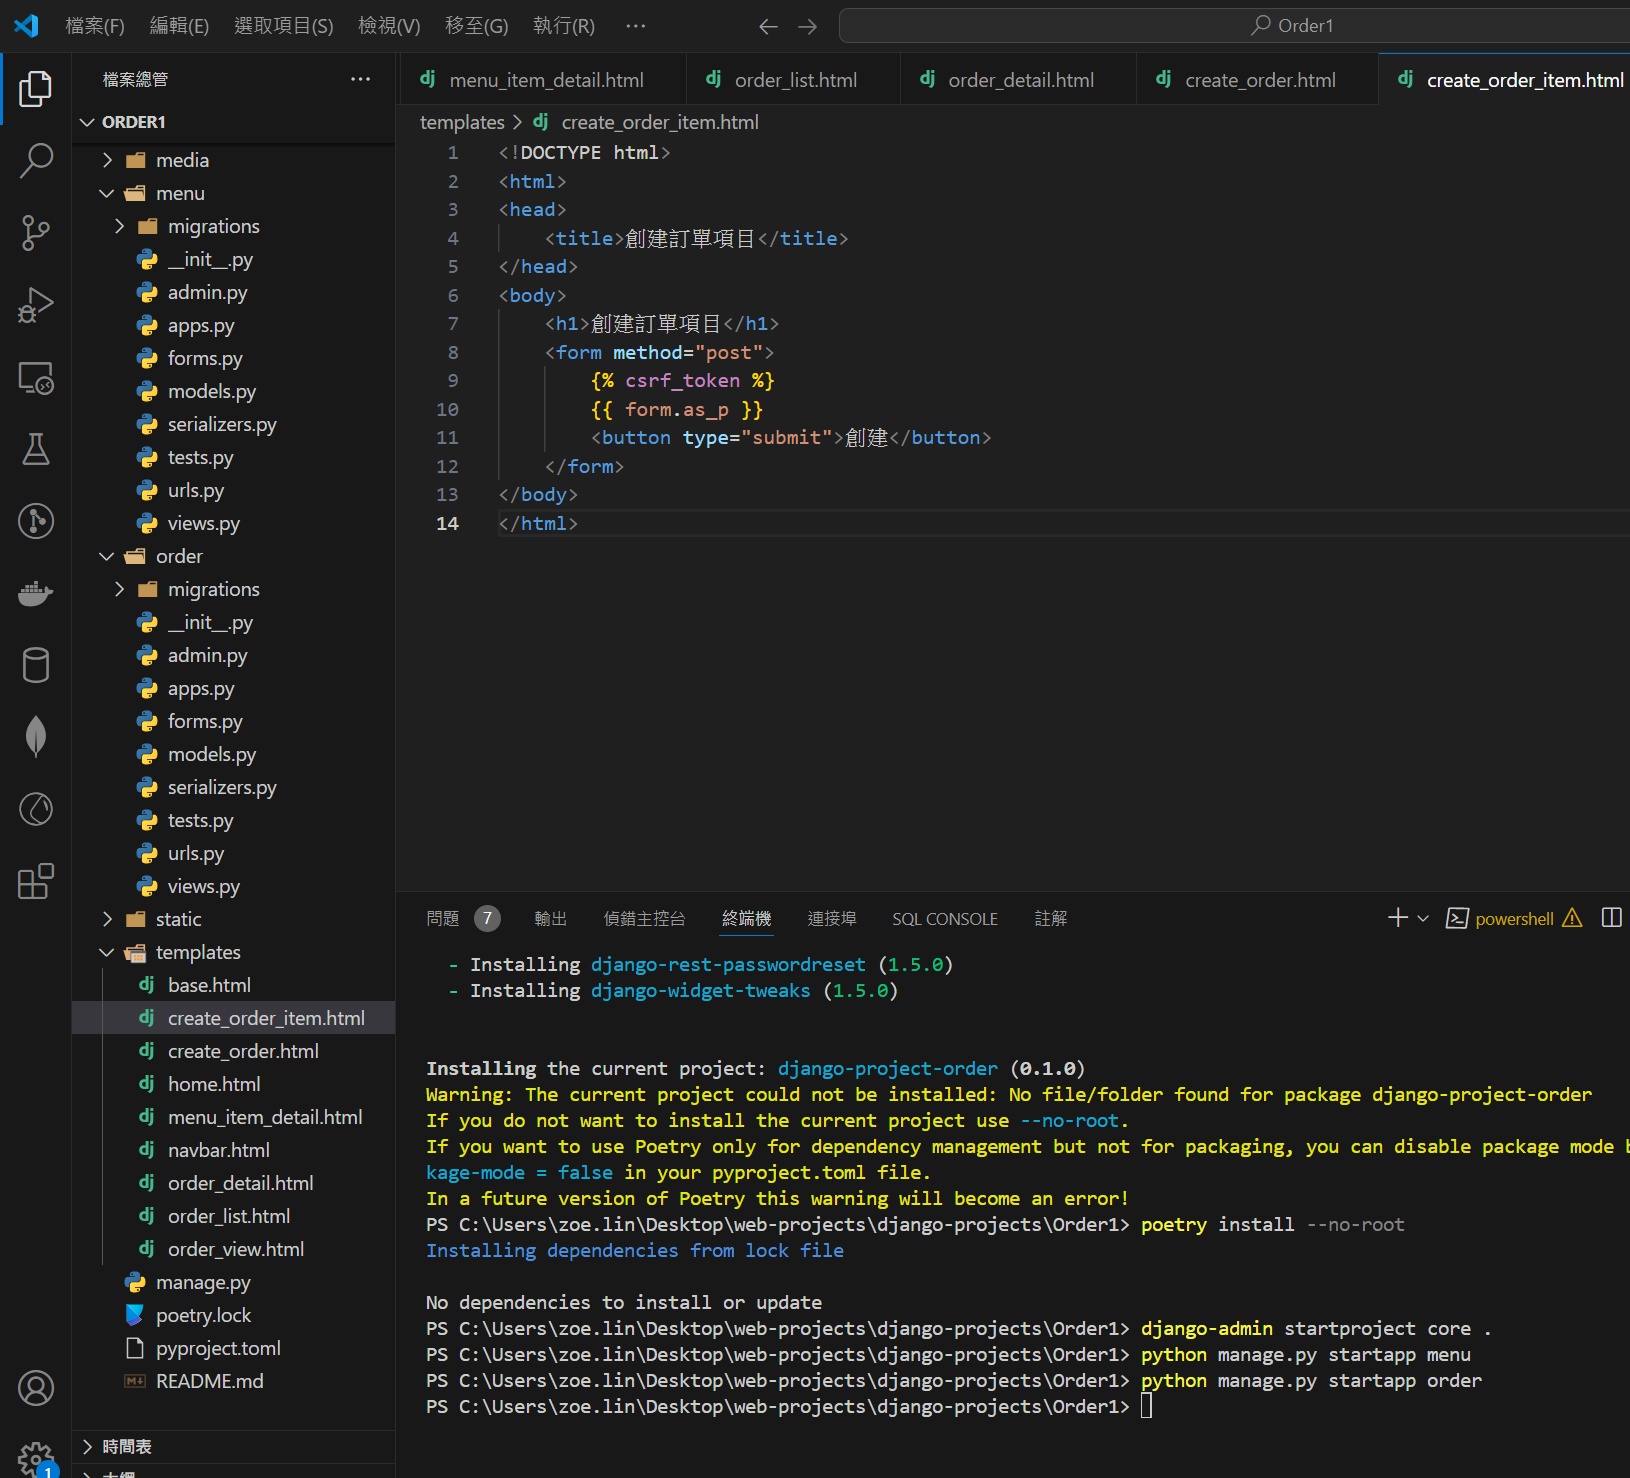 檔案(F) 編輯(E) 選取項目(S) 檢視(V) 移至(G) 執行(R) ··· Order1
檔案總管 ···
ORDER1
media
menu
migrations
__init__.py
admin.py
apps.py
forms.py
models.py
serializers.py
tests.py
urls.py
views.py
order
migrations
__init__.py
admin.py
apps.py
forms.py
models.py
serializers.py
tests.py
urls.py
views.py
static
templates
base.html
create_order_item.html
create_order.html
home.html
menu_item_detail.html
navbar.html
order_detail.html
order_list.html
order_view.html
manage.py
poetry.lock
pyproject.toml
README.md
時間表
1
menu_item_detail.html order_list.html order_detail.html create_order.html create_order_item.html
templates > create_order_item.html
1 <!DOCTYPE html>
2 <html>
3 <head>
4 <title>創建訂單項目</title>
5 </head>
6 <body>
7 <h1>創建訂單項目</h1>
8 <form method="post">
9 {% csrf_token %}
10 {{ form.as_p }}
11 <button type="submit">創建</button>
12 </form>
13 </body>
14 </html>
問題 7 輸出 偵錯主控台 終端機 連接埠 SQL CONSOLE 註解 powershell
- Installing django-rest-passwordreset (1.5.0)
- Installing django-widget-tweaks (1.5.0)
Installing the current project: django-project-order (0.1.0)
Warning: The current project could not be installed: No file/folder found for package django-project-order
If you do not want to install the current project use --no-root.
If you want to use Poetry only for dependency management but not for packaging, you can disable package mode
kage-mode = false in your pyproject.toml file.
In a future version of Poetry this warning will become an error!
PS C:\Users\zoe.lin\Desktop\web-projects\django-projects\Order1> poetry install --no-root
Installing dependencies from lock file
No dependencies to install or update
PS C:\Users\zoe.lin\Desktop\web-projects\django-projects\Order1> django-admin startproject core .
PS C:\Users\zoe.lin\Desktop\web-projects\django-projects\Order1> python manage.py startapp menu
PS C:\Users\zoe.lin\Desktop\web-projects\django-projects\Order1> python manage.py startapp order
PS C:\Users\zoe.lin\Desktop\web-projects\django-projects\Order1>